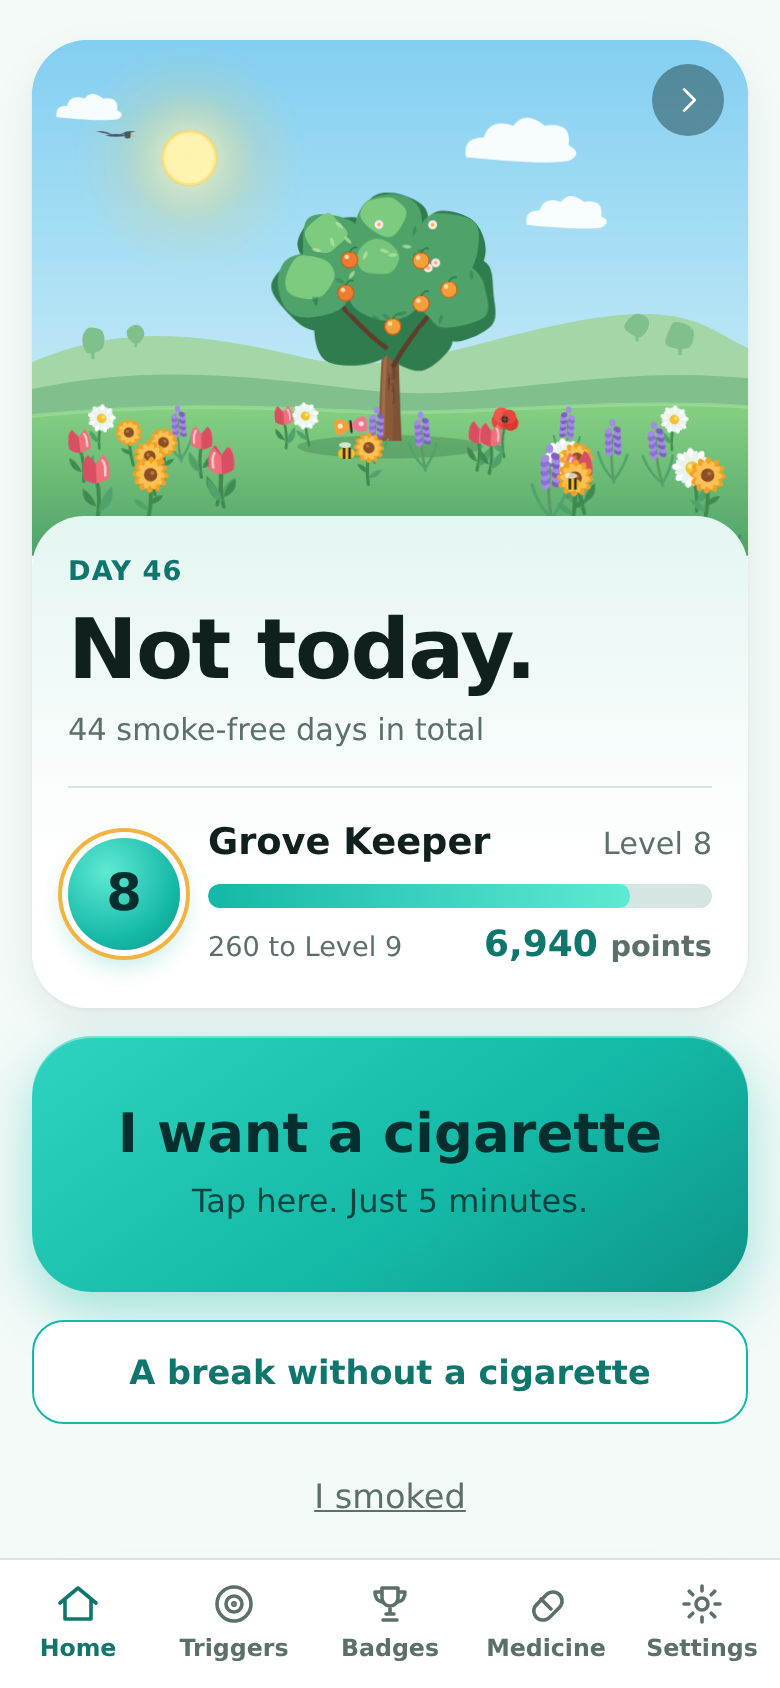 DAY 46
Not today.
44 smoke-free days in total
8
Grove Keeper
Level 8
260 to Level 9
6,940 points
I want a cigarette
Tap here. Just 5 minutes.
A break without a cigarette
I smoked
Home
Triggers
Badges
Medicine
Settings